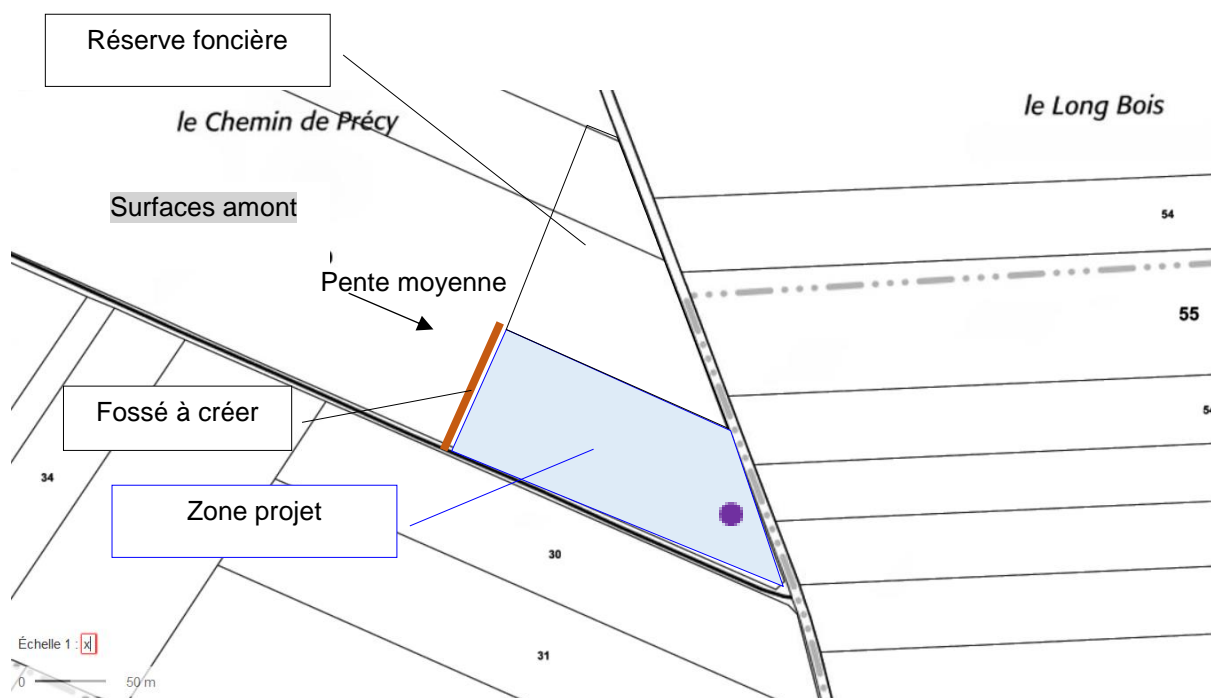 Réserve foncière
le Chemin de Précy
le Long Bois
Surfaces amont
54
Pente moyenne
55
Fossé à créer
54
34
Zone projet
30
Échelle 1 : x
31
0 50 m